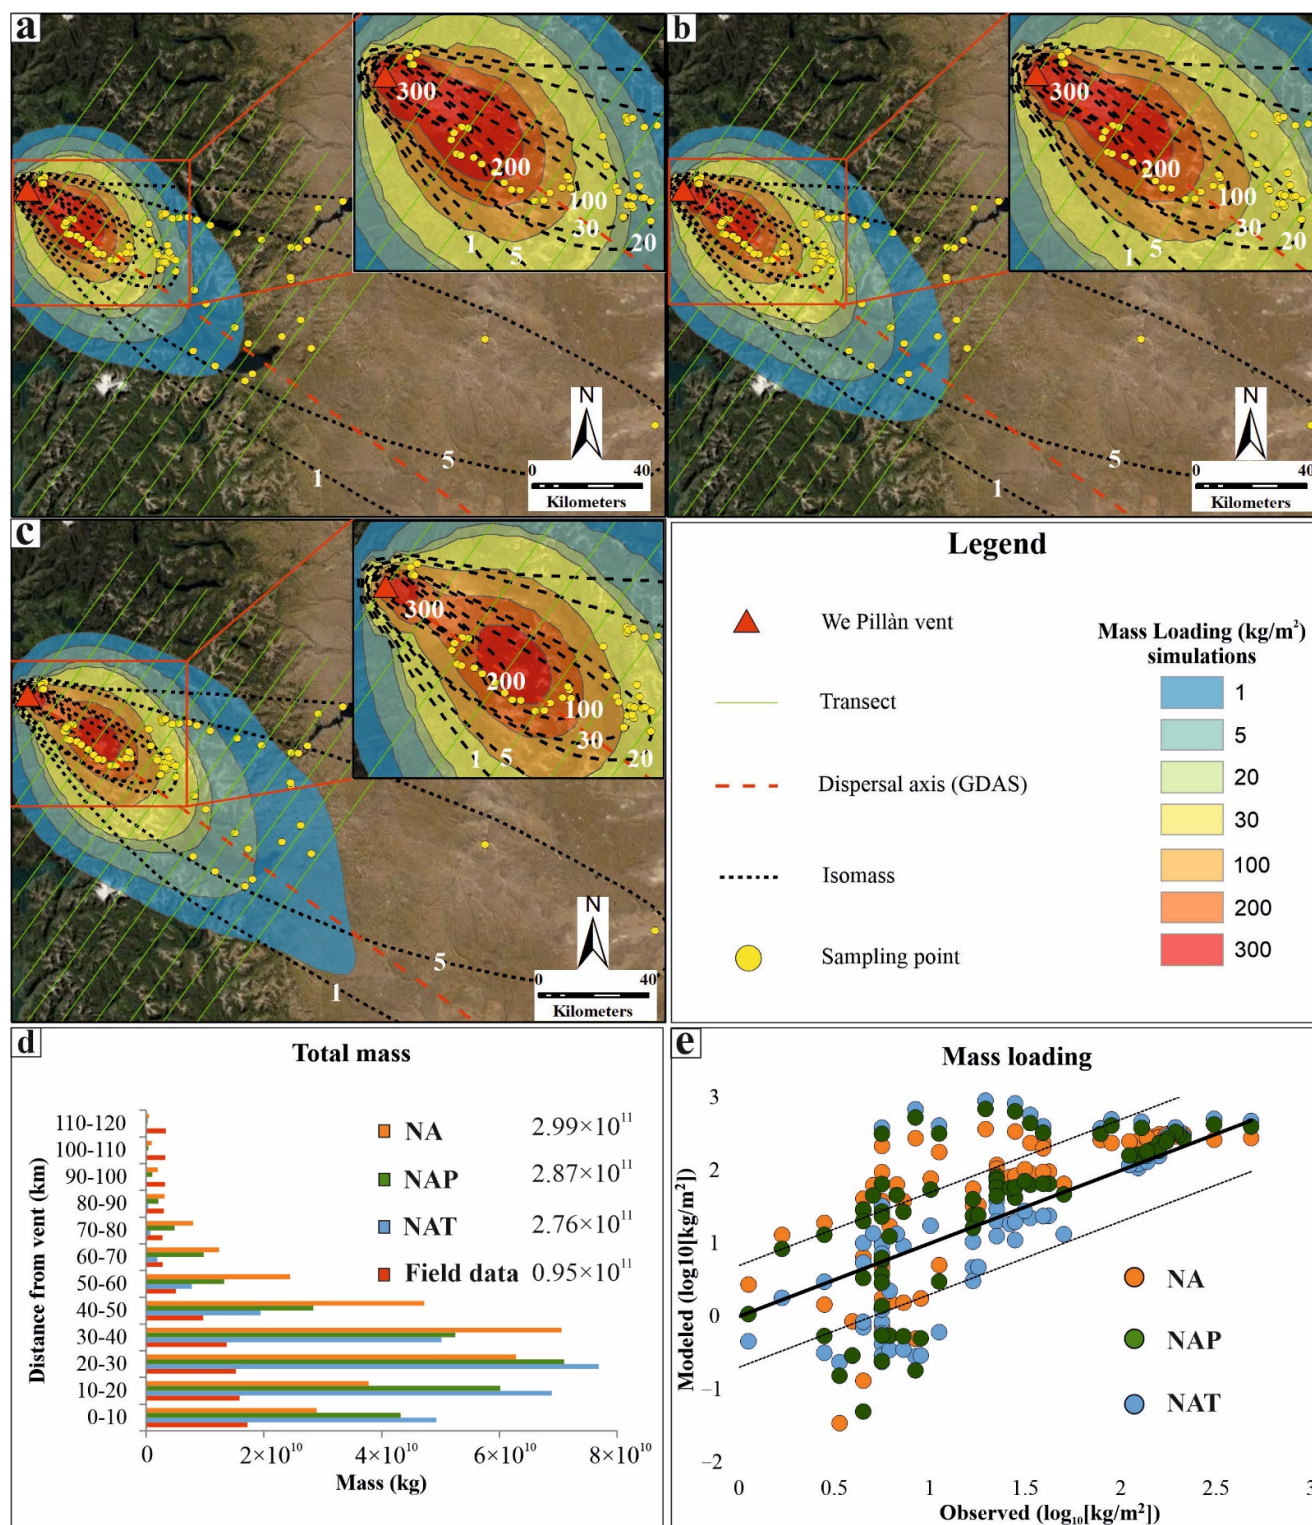 a
300
200
100
30
20
5
1
5
1
N
0 40
Kilometers
b
300
200
100
30
20
5
1
5
1
N
0 40
Kilometers
c
300
200
100
30
20
5
1
5
1
N
0 40
Kilometers
Legend
We Pillàn vent
Transect
Dispersal axis (GDAS)
Isomass
Sampling point
Mass Loading (kg/m²)
simulations
1
5
20
30
100
200
300
d
Total mass
Distance from vent (km)
110-120
100-110
90-100
80-90
70-80
60-70
50-60
40-50
30-40
20-30
10-20
0-10
NA 2.99×10¹¹
NAP 2.87×10¹¹
NAT 2.76×10¹¹
Field data 0.95×10¹¹
0 2×10¹⁰ 4×10¹⁰ 6×10¹⁰ 8×10¹⁰
Mass (kg)
e
Mass loading
Modeled (log10[kg/m²])
3
2
1
0
−1
−2
NA
NAP
NAT
0 0.5 1 1.5 2 2.5 3
Observed (log₁₀[kg/m²])